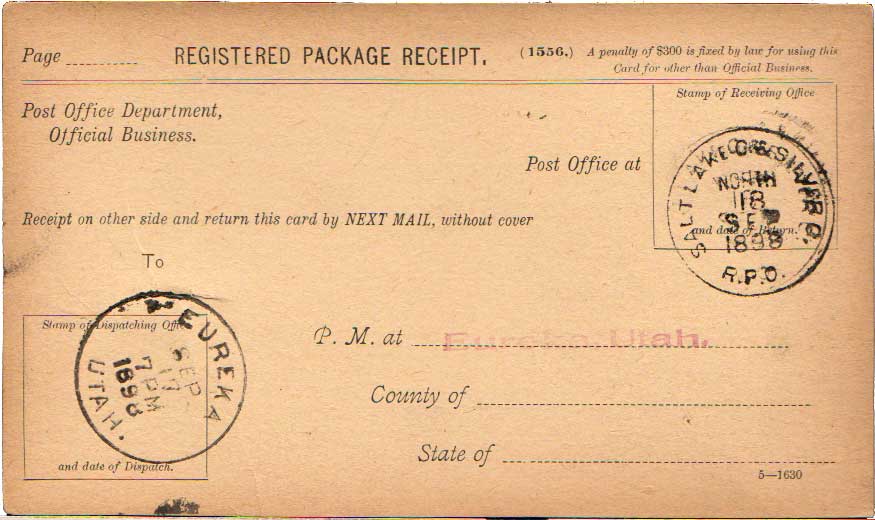 Page
REGISTERED PACKAGE RECEIPT.
(1556.) A penalty of $300 is fixed by law for using this
Card for other than Official Business.
Post Office Department,
Official Business.
Stamp of Receiving Office
Post Office at
SALT LAKE C & SILVER C.
NORTH
18
SEP
1898
R.P.O.
and date of Return.
Receipt on other side and return this card by NEXT MAIL, without cover
To
Stamp of Dispatching Office
EUREKA
SEP
17
7 PM
1898
UTAH.
and date of Dispatch.
P. M. at Eureka, Utah.
County of
State of
5—1630